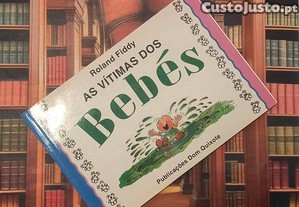 CustoJusto.pt
Roland Fiddy
AS VÍTIMAS DOS
Bebés
Publicações Dom Quixote